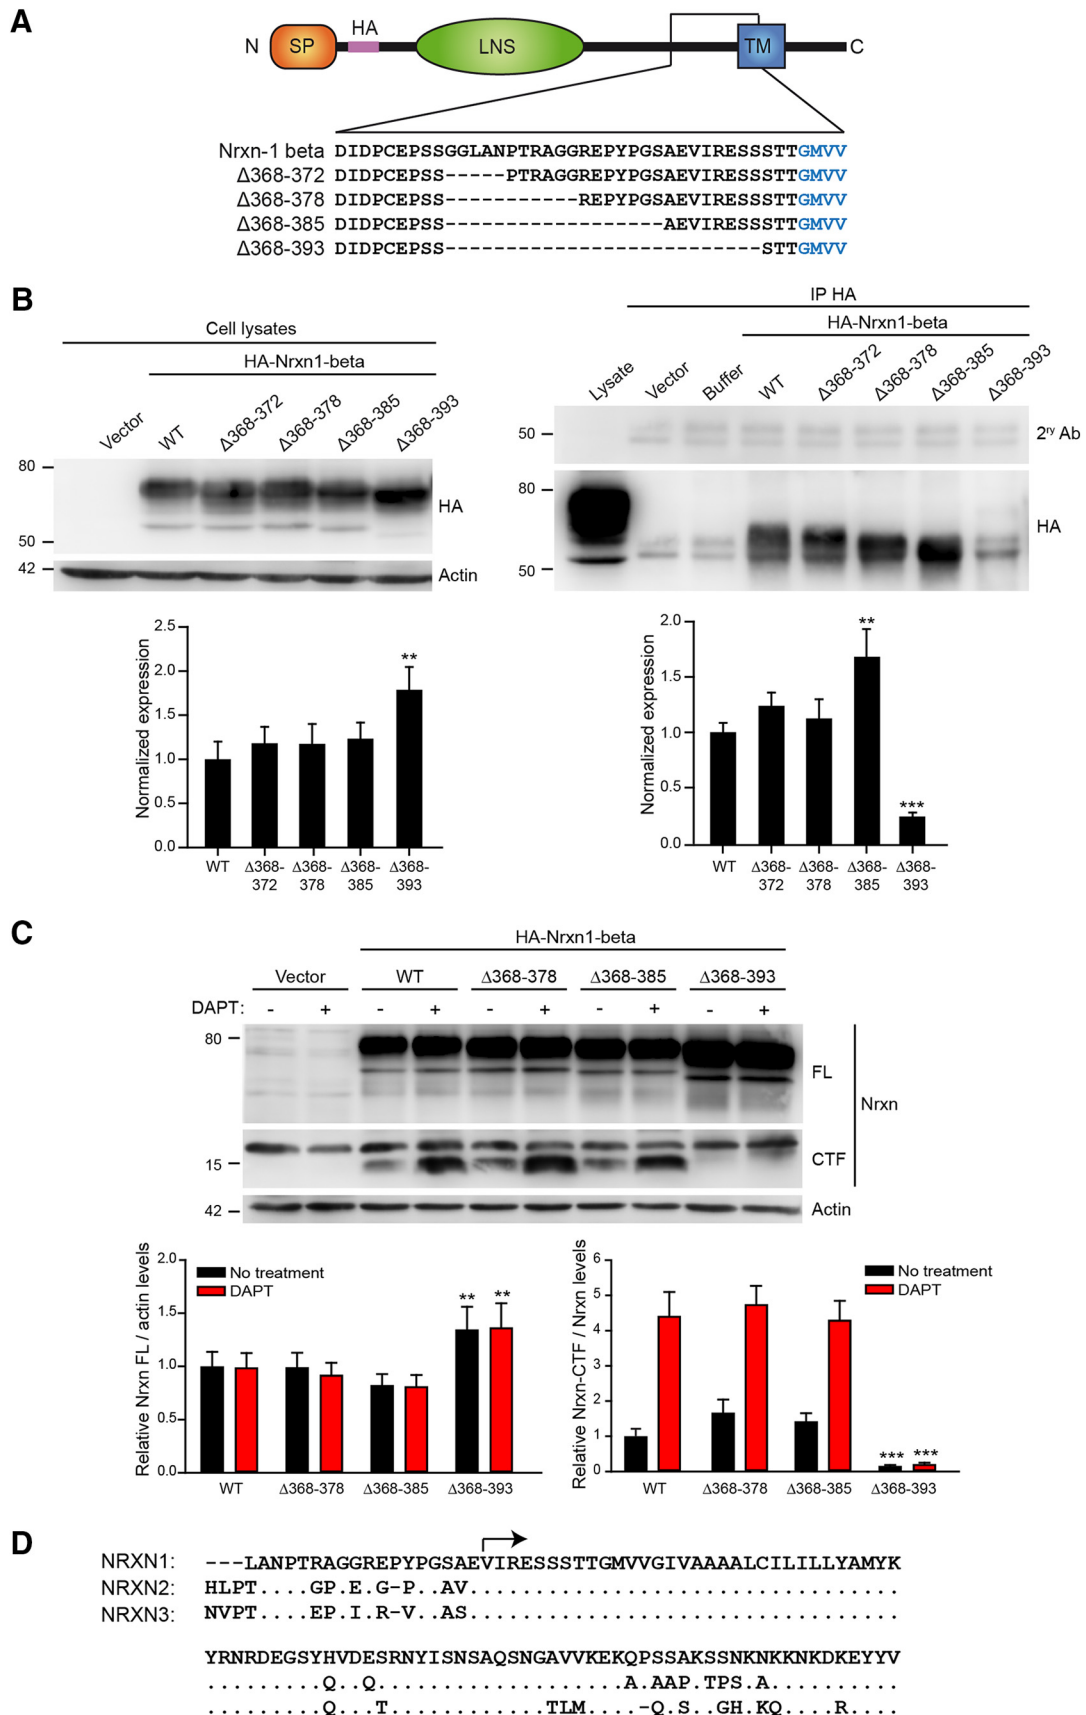 A
N SP HA LNS TM C
Nrxn-1 beta DIDPCEPSSGGLANPTRAGGREPYPGSAEVIRESSSTTGMVV
Δ368-372 DIDPCEPSS-----PTRAGGREPYPGSAEVIRESSSTTGMVV
Δ368-378 DIDPCEPSS-----------REPYPGSAEVIRESSSTTGMVV
Δ368-385 DIDPCEPSS------------------AEVIRESSSTTGMVV
Δ368-393 DIDPCEPSS--------------------------STTGMVV
B
Cell lysates
HA-Nrxn1-beta
Vector WT Δ368-372 Δ368-378 Δ368-385 Δ368-393
80
HA
50
42
Actin
IP HA
HA-Nrxn1-beta
Lysate Vector Buffer WT Δ368-372 Δ368-378 Δ368-385 Δ368-393
50
2ry Ab
80
HA
50
Normalized expression
2.5
2.0
1.5
1.0
0.5
0.0
**
WT Δ368-372 Δ368-378 Δ368-385 Δ368-393
Normalized expression
2.0
1.5
1.0
0.5
0.0
**
***
WT Δ368-372 Δ368-378 Δ368-385 Δ368-393
C
HA-Nrxn1-beta
Vector WT Δ368-378 Δ368-385 Δ368-393
DAPT: - + - + - + - + - +
80
FL
Nrxn
15
CTF
42
Actin
Relative Nrxn FL / actin levels
2.0
1.5
1.0
0.5
0.0
No treatment
DAPT
** **
WT Δ368-378 Δ368-385 Δ368-393
Relative Nrxn-CTF / Nrxn levels
6
5
4
3
2
1
0
No treatment
DAPT
*** ***
WT Δ368-378 Δ368-385 Δ368-393
D
NRXN1: ---LANPTRAGGREPYPGSAEVIRESSSTTGMVVGIVAAAALCILILLYAMYK
NRXN2: HLPT....GP.E.G-P..AV.................................
NRXN3: NVPT....EP.I.R-V..AS.................................
YRNRDEGSYHVDESRNYISNSAQSNGAVVKEKQPSSAKSSNKNKKNKDKEYYV
.........Q..Q...................A.AAP.TPS.A..........
.........Q...T............TLM....-Q.S..GH.KQ....R....